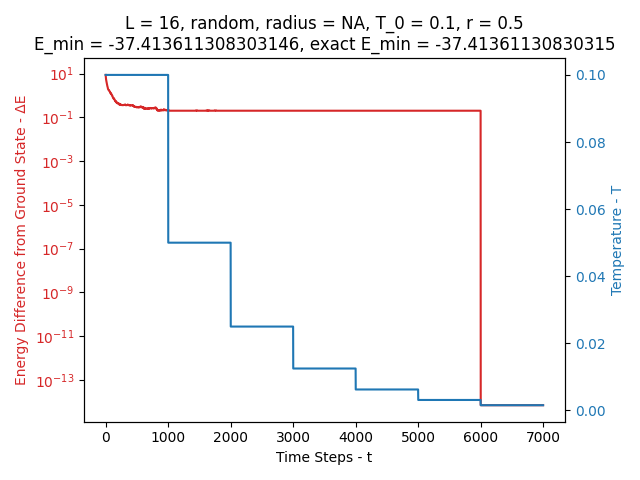 L = 16, random, radius = NA, T_0 = 0.1, r = 0.5
E_min = -37.413611308303146, exact E_min = -37.41361130830315
Energy Difference from Ground State - ΔE
10^1
10^-1
10^-3
10^-5
10^-7
10^-9
10^-11
10^-13
0.10
0.08
0.06
0.04
0.02
0.00
Temperature - T
0 1000 2000 3000 4000 5000 6000 7000
Time Steps - t